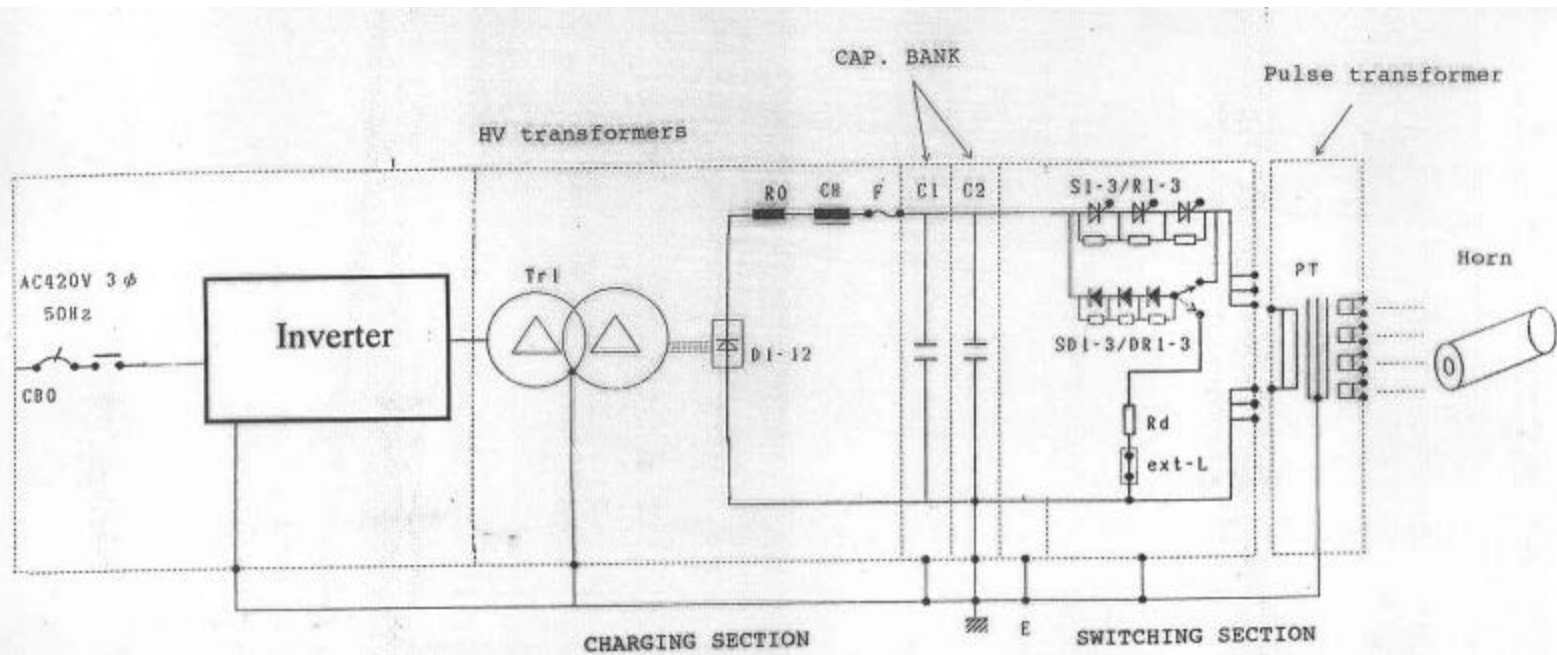 CAP. BANK
Pulse transformer
HV transformers
R0 CH F C1 C2 S1-3/R1-3
AC420V 3φ
50Hz
Inverter
Tr1
PT
Horn
D1-12
SD1-3/DR1-3
CB0
Rd
ext-L
E
CHARGING SECTION
SWITCHING SECTION